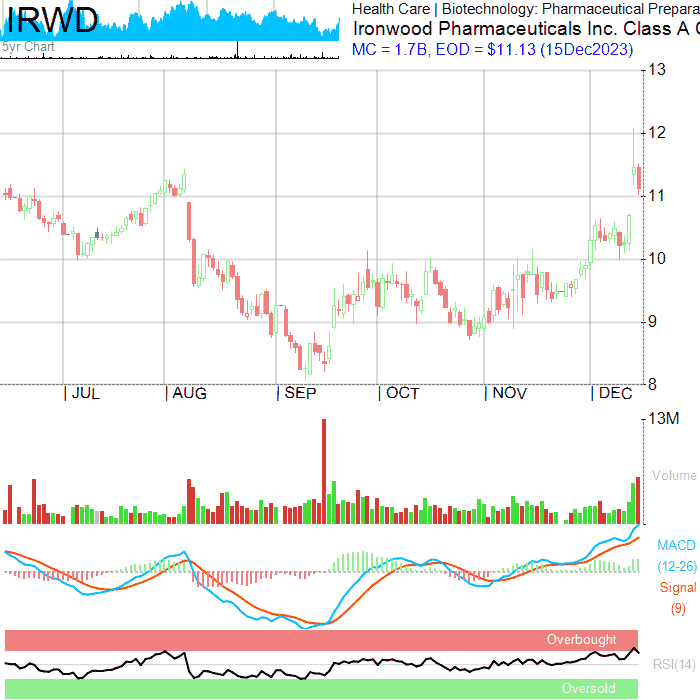 IRWD
5yr Chart
Health Care | Biotechnology: Pharmaceutical Prepara
Ironwood Pharmaceuticals Inc. Class A C
MC = 1.7B, EOD = $11.13 (15Dec2023)
13
12
11
10
9
8
| JUL | AUG | SEP | OCT | NOV | DEC
13M
Volume
MACD
(12-26)
Signal
(9)
Overbought
RSI(14)
Oversold